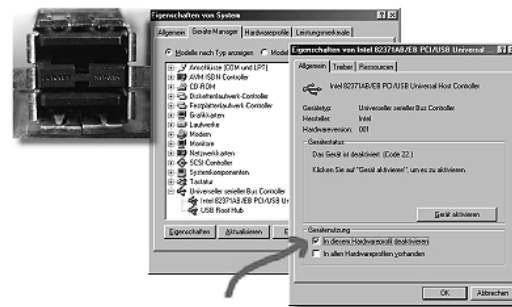 Eigenschaften von System
Allgemein Geräte-Manager Hardwareprofile Leistungsmerkmale
Modelle nach Typ anzeigen
Anschlüsse (COM und LPT)
AVM-ISDN Controller
CD-ROM
Diskettenlaufwerk-Controller
Festplattenlaufwerk-Controller
Grafikkarten
Laufwerke
Modem
Monitore
Netzwerkkarten
SCSI-Controller
Systemkomponenten
Tastatur
Universeller serieller Bus Controller
Intel 82371AB/EB PCI/USB Un
USB Root Hub
Eigenschaften Aktualisieren E
Eigenschaften von Intel 82371AB/EB PCI/USB Universal ...
Allgemein Treiber Ressourcen
Intel 82371AB/EB PCI/USB Universal Host Controller
Gerätetyp: Universeller serieller Bus Controller
Hersteller: Intel
Hardwareversion: 001
Gerätestatus
Das Gerät ist deaktiviert. (Code 22.)
Klicken Sie auf "Gerät aktivieren", um es zu aktivieren.
Gerät aktivieren
Gerätenutzung
In diesem Hardwareprofil deaktivieren
In allen Hardwareprofilen vorhanden
OK Abbrechen